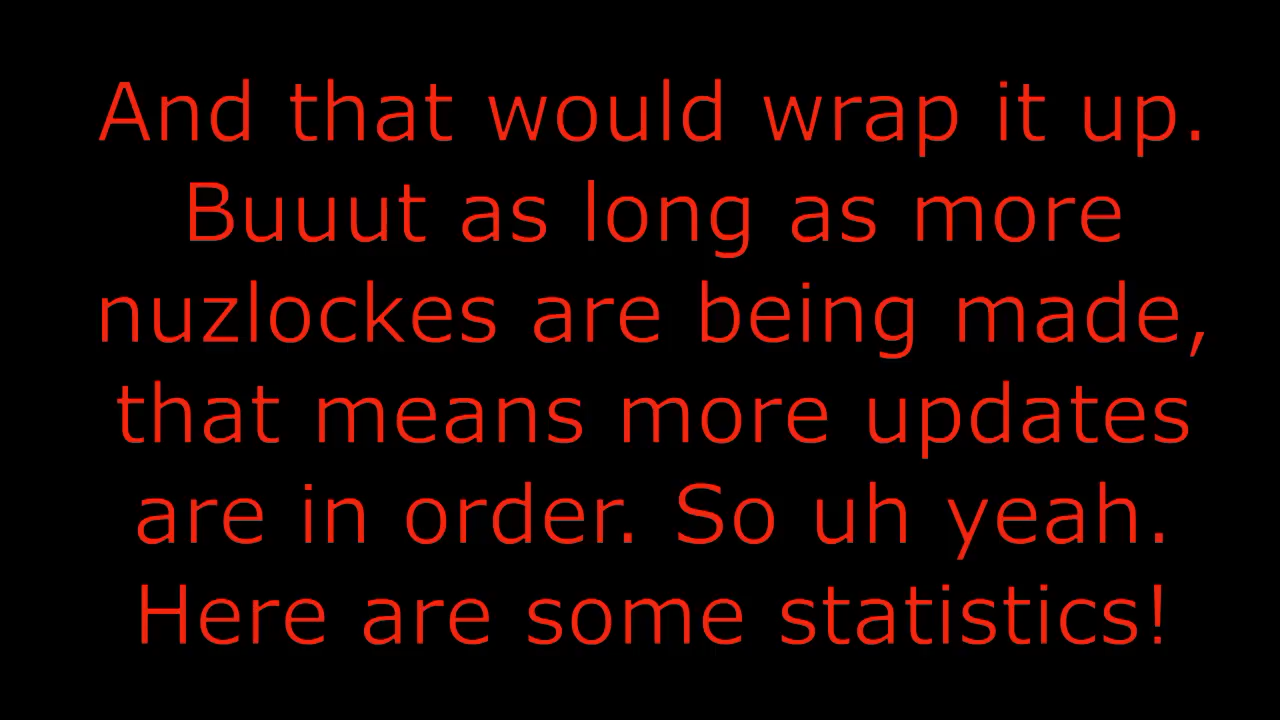 And that would wrap it up.
Buuut as long as more
nuzlockes are being made,
that means more updates
are in order. So uh yeah.
Here are some statistics!